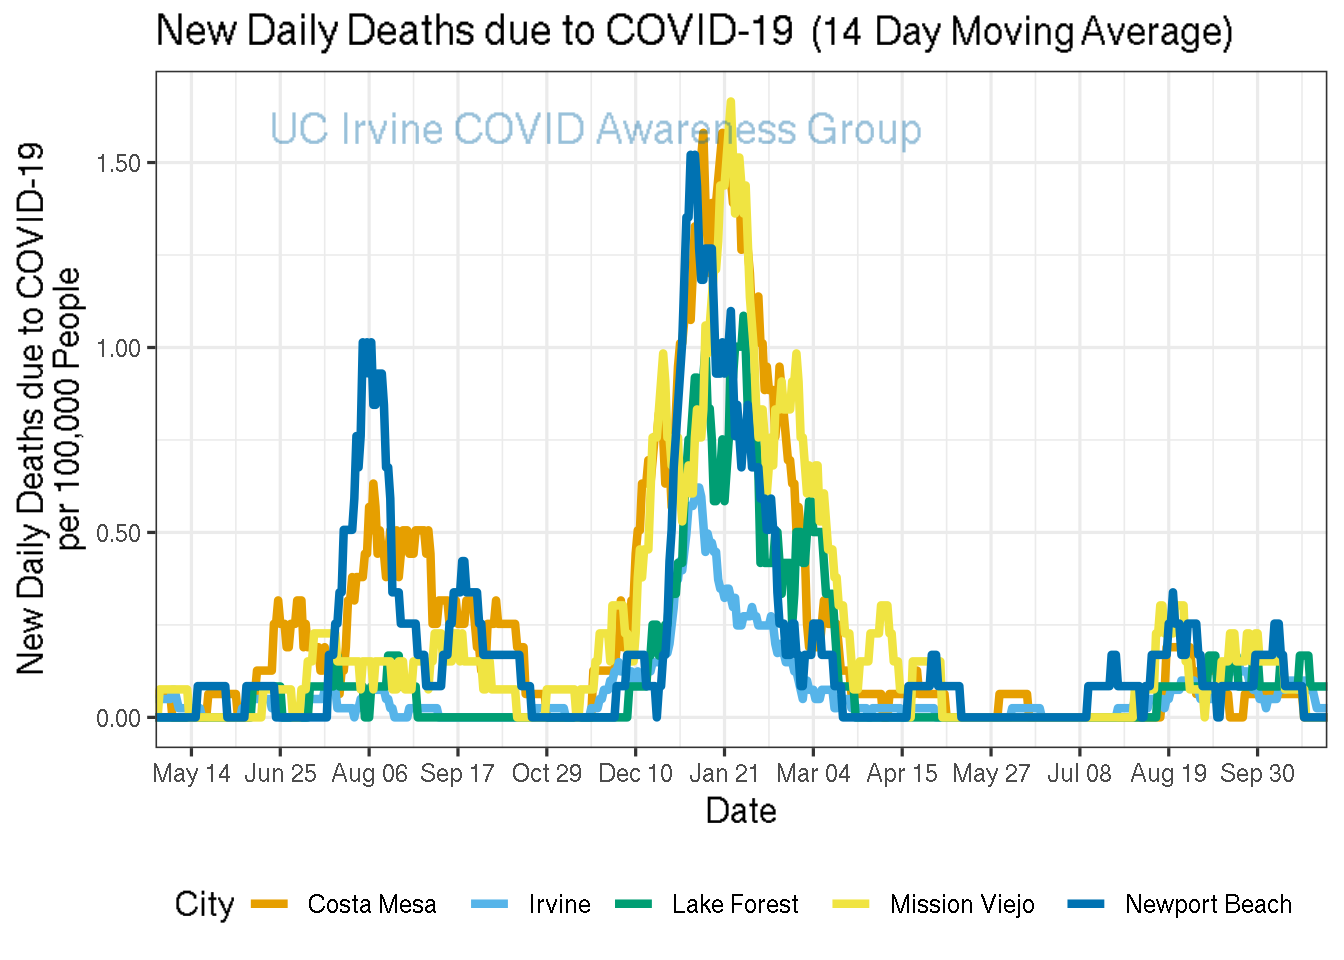 New Daily Deaths due to COVID-19 (14 Day Moving Average)
UC Irvine COVID Awareness Group
New Daily Deaths due to COVID-19
per 100,000 People
1.50
1.00
0.50
0.00
May 14 Jun 25 Aug 06 Sep 17 Oct 29 Dec 10 Jan 21 Mar 04 Apr 15 May 27 Jul 08 Aug 19 Sep 30
Date
City Costa Mesa Irvine Lake Forest Mission Viejo Newport Beach